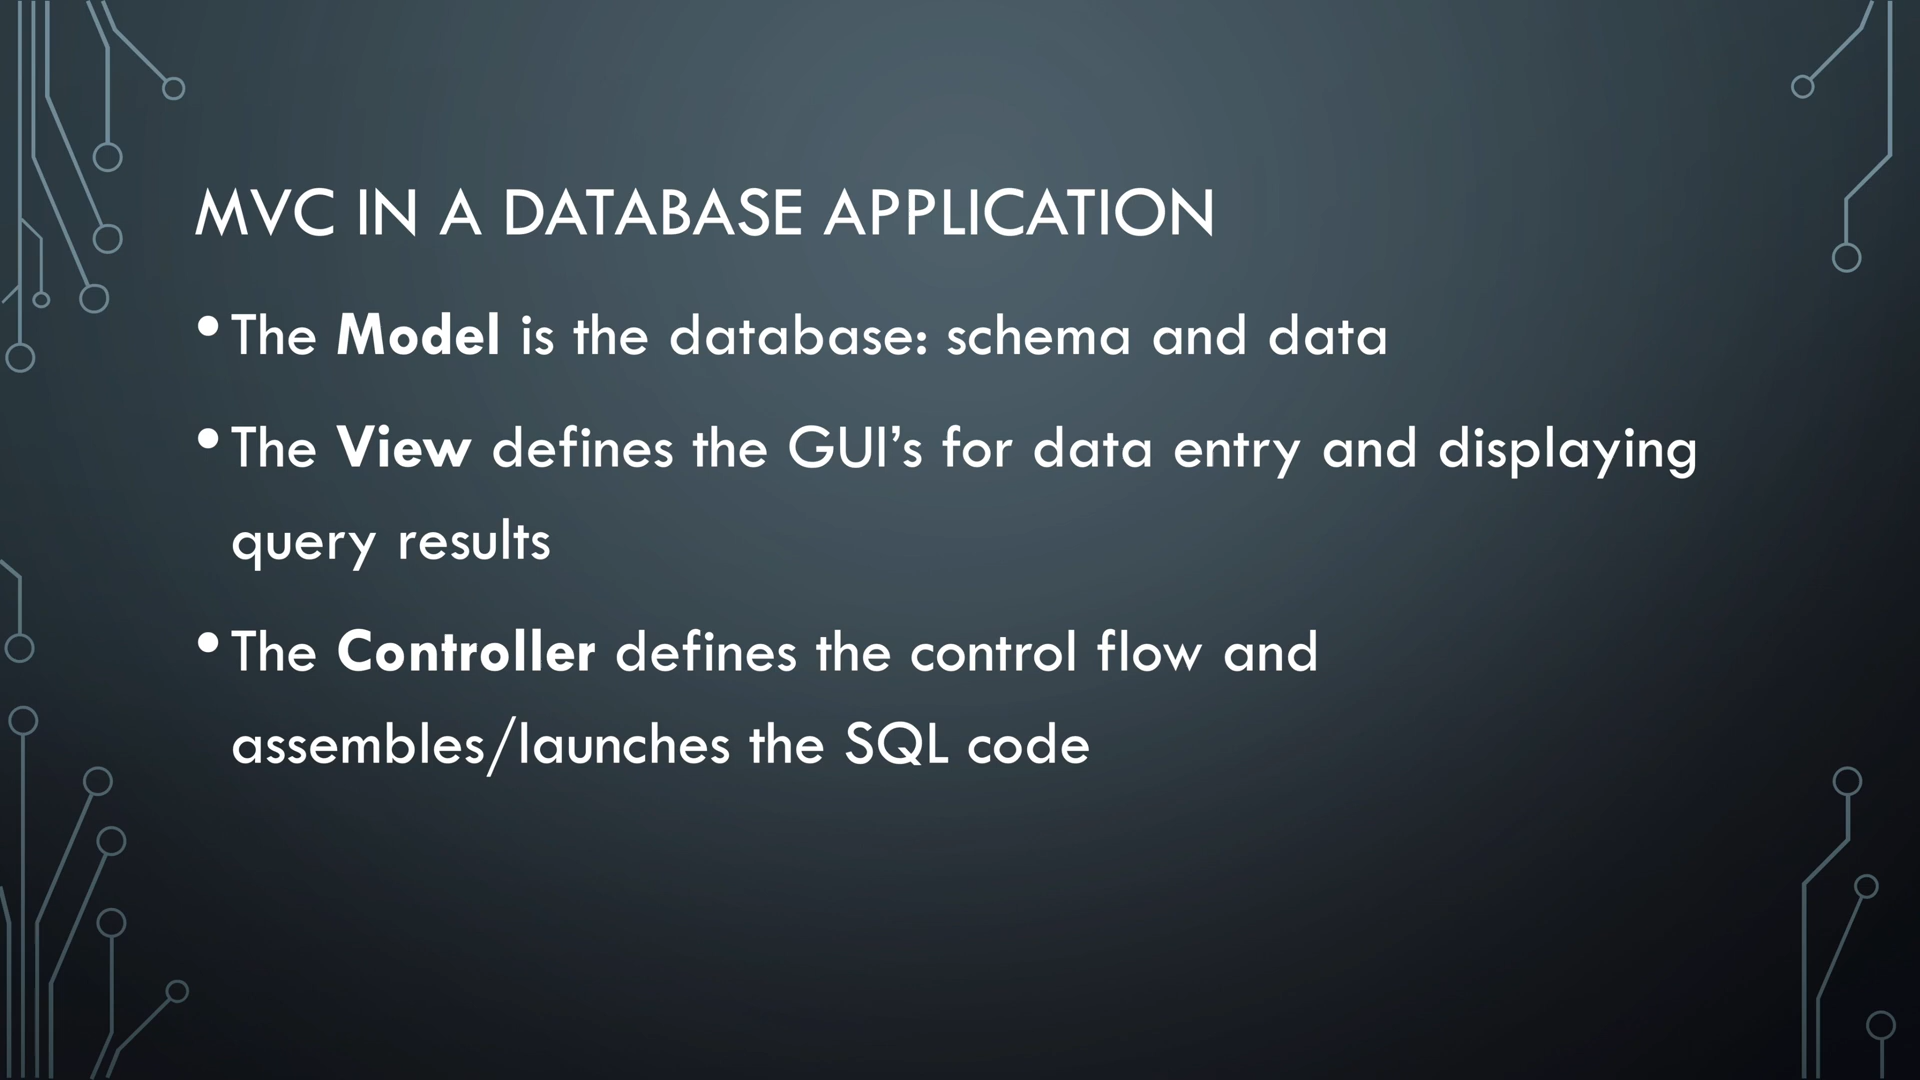 MVC IN A DATABASE APPLICATION
• The Model is the database: schema and data
• The View defines the GUI’s for data entry and displaying
query results
• The Controller defines the control flow and
assembles/launches the SQL code